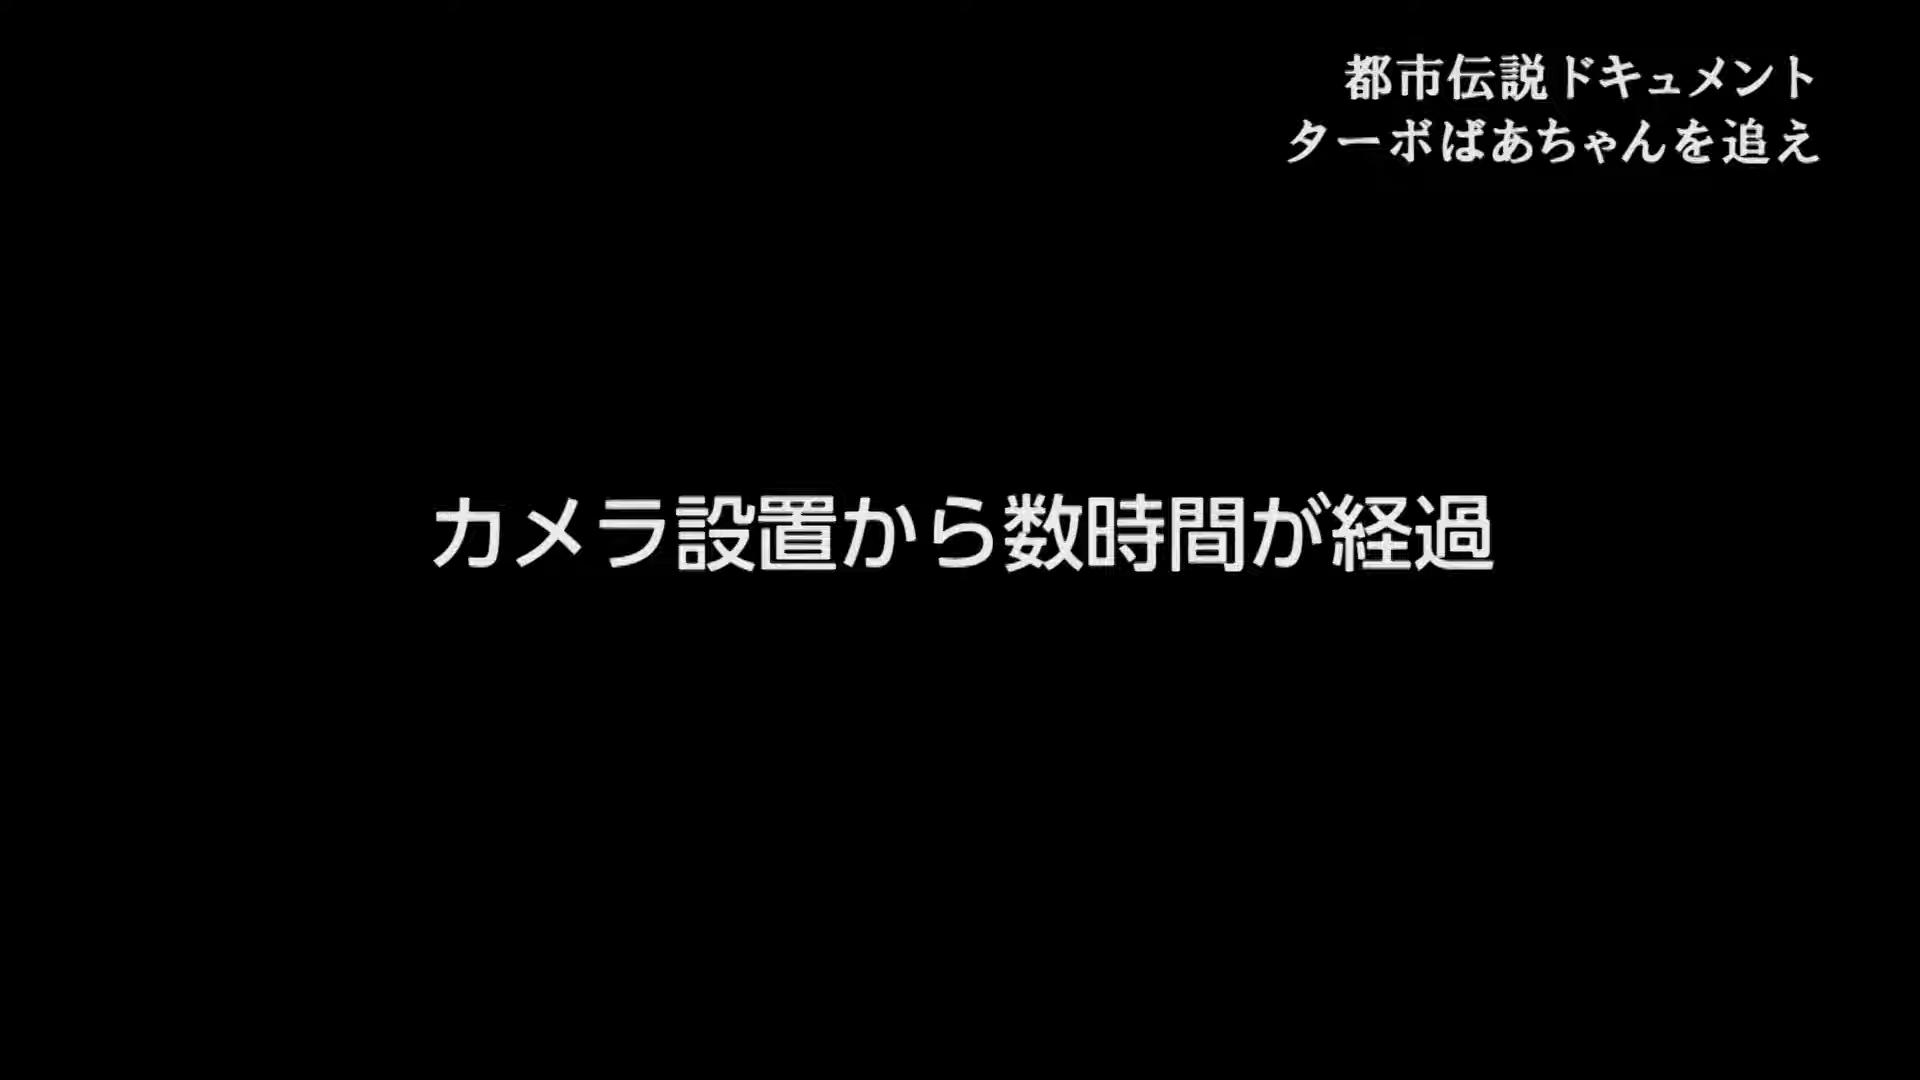 都市伝説ドキュメント
ターボばあちゃんを追え
カメラ設置から数時間が経過